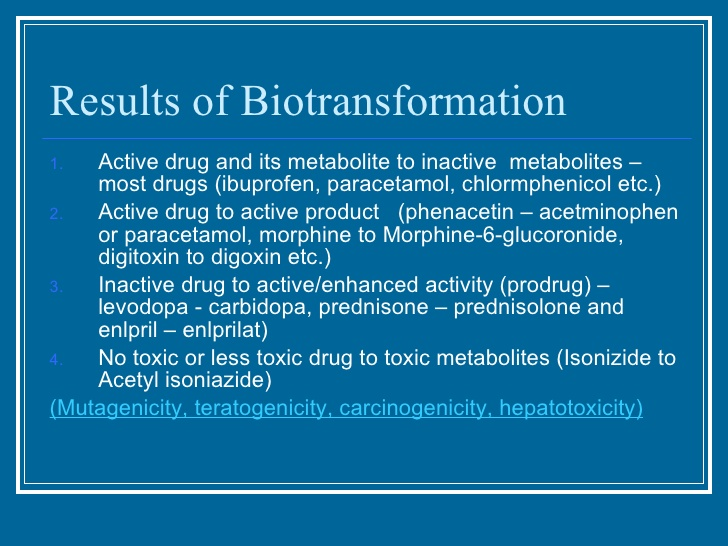 Results of Biotransformation
1. Active drug and its metabolite to inactive  metabolites –
most drugs (ibuprofen, paracetamol, chlormphenicol etc.)
2. Active drug to active product   (phenacetin – acetminophen
or paracetamol, morphine to Morphine-6-glucoronide,
digitoxin to digoxin etc.)
3. Inactive drug to active/enhanced activity (prodrug) –
levodopa - carbidopa, prednisone – prednisolone and
enlpril – enlprilat)
4. No toxic or less toxic drug to toxic metabolites (Isonizide to
Acetyl isoniazide)
(Mutagenicity, teratogenicity, carcinogenicity, hepatotoxicity)